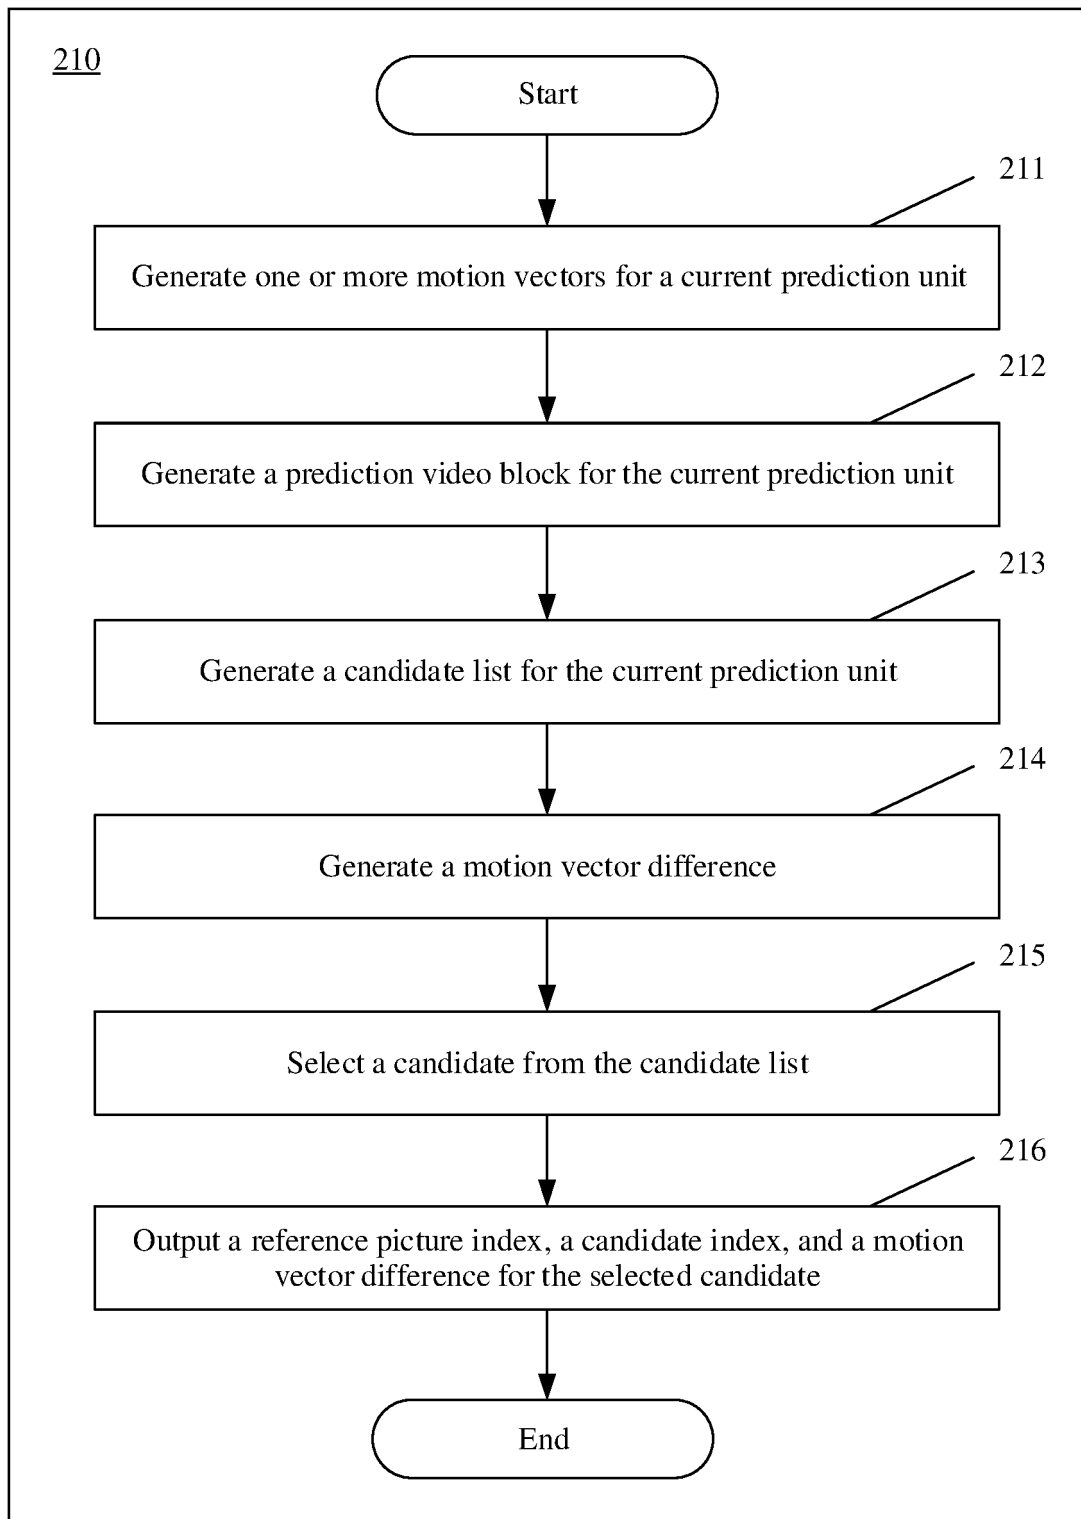 210
Start
211
Generate one or more motion vectors for a current prediction unit
212
Generate a prediction video block for the current prediction unit
213
Generate a candidate list for the current prediction unit
214
Generate a motion vector difference
215
Select a candidate from the candidate list
216
Output a reference picture index, a candidate index, and a motion
vector difference for the selected candidate
End